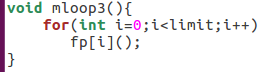 void mloop3(){
    for(int i=0;i<limit;i++)
        fp[i]();
}